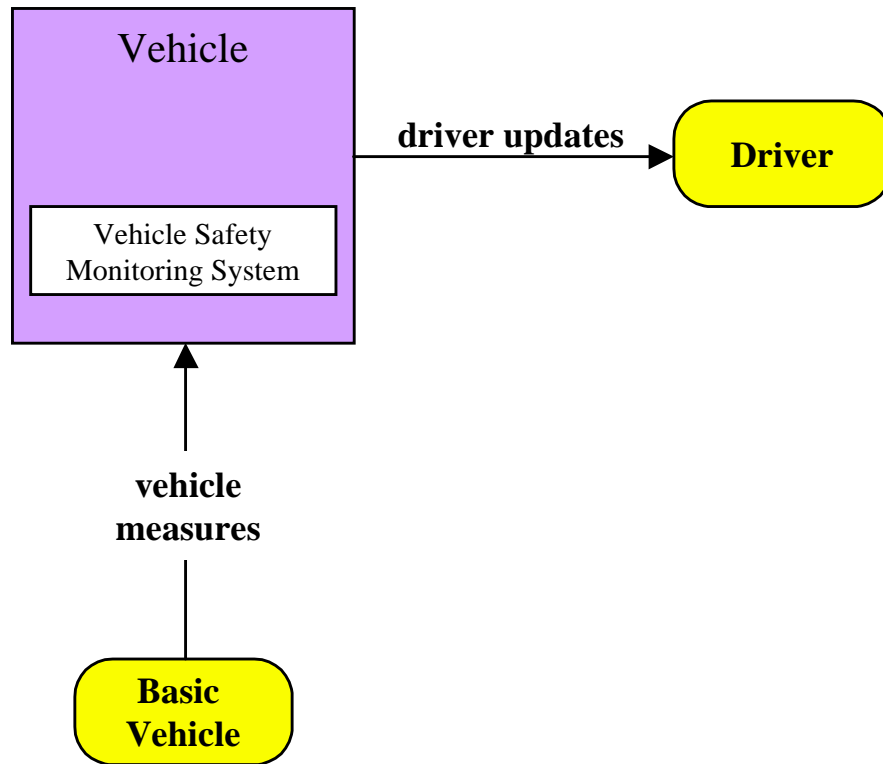 Vehicle
driver updates
Driver
Vehicle Safety
Monitoring System
vehicle
measures
Basic
Vehicle